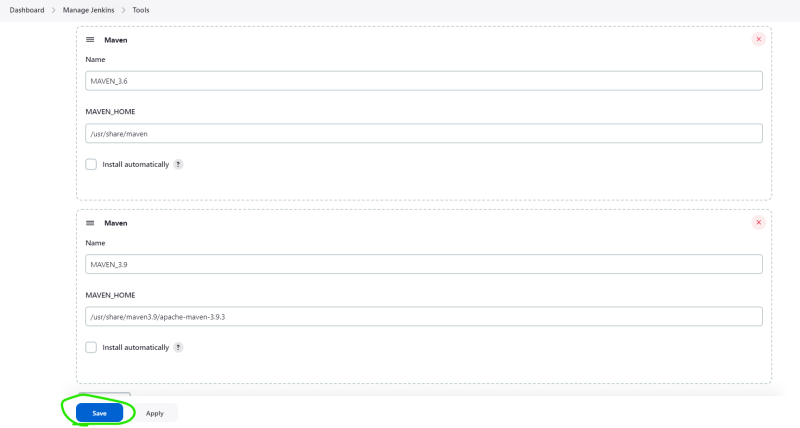 Dashboard > Manage Jenkins > Tools
Maven
Name
MAVEN_3.6
MAVEN_HOME
/usr/share/maven
Install automatically ?
Maven
Name
MAVEN_3.9
MAVEN_HOME
/usr/share/maven3.9/apache-maven-3.9.3
Install automatically ?
Save Apply